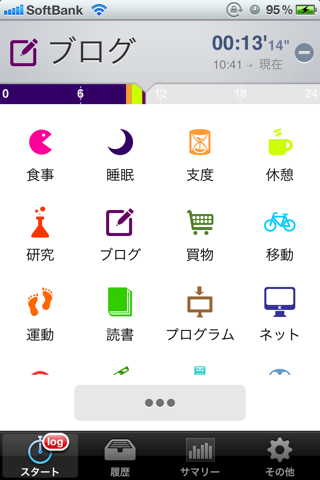 SoftBank 95%
ブログ 00:13'14"
10:41→ 現在
0 6 12 18 24
食事 睡眠 支度 休憩
研究 ブログ 買物 移動
運動 読書 プログラム ネット
log
スタート 履歴 サマリー その他